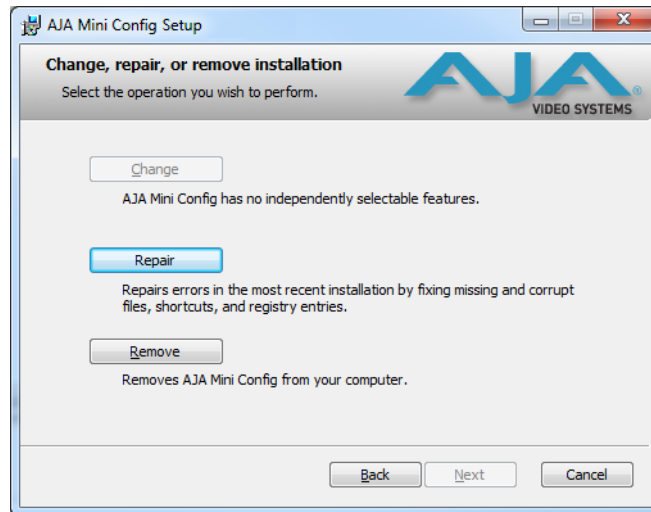 AJA Mini Config Setup
Change, repair, or remove installation
Select the operation you wish to perform.
AJA
VIDEO SYSTEMS
Change
AJA Mini Config has no independently selectable features.
Repair
Repairs errors in the most recent installation by fixing missing and corrupt
files, shortcuts, and registry entries.
Remove
Removes AJA Mini Config from your computer.
Back Next Cancel